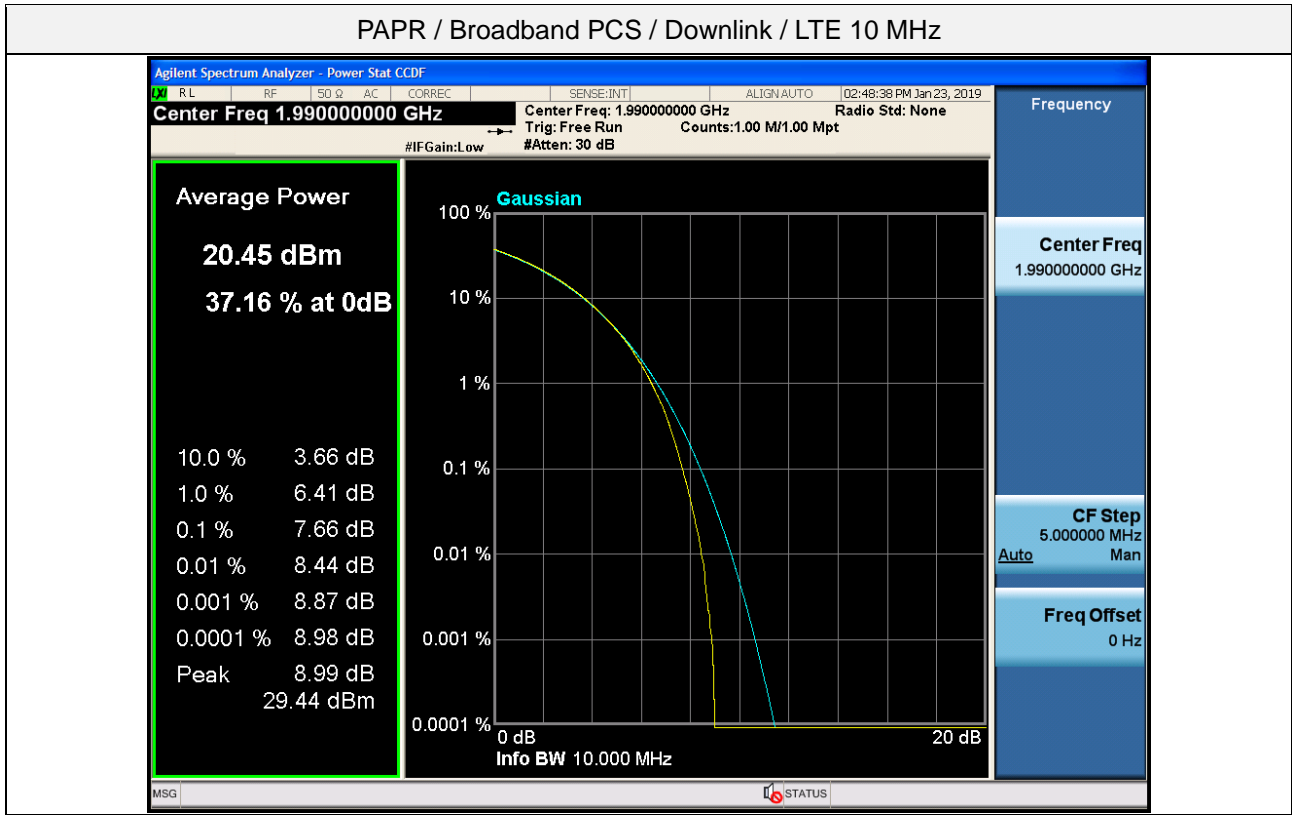 PAPR / Broadband PCS / Downlink / LTE 10 MHz
Agilent Spectrum Analyzer - Power Stat CCDF
LXI RL RF 50 Ω AC CORREC SENSE:INT ALIGNAUTO 02:48:38 PM Jan 23, 2019
Center Freq 1.990000000 GHz
Center Freq: 1.990000000 GHz Radio Std: None
Trig: Free Run Counts:1.00 M/1.00 Mpt
#IFGain:Low #Atten: 30 dB
Frequency
Average Power
20.45 dBm
37.16 % at 0dB
10.0 % 3.66 dB
1.0 % 6.41 dB
0.1 % 7.66 dB
0.01 % 8.44 dB
0.001 % 8.87 dB
0.0001 % 8.98 dB
Peak 8.99 dB
29.44 dBm
Gaussian
100 %
10 %
1 %
0.1 %
0.01 %
0.001 %
0.0001 %
0 dB 20 dB
Info BW 10.000 MHz
Center Freq
1.990000000 GHz
CF Step
5.000000 MHz
Auto Man
Freq Offset
0 Hz
MSG STATUS